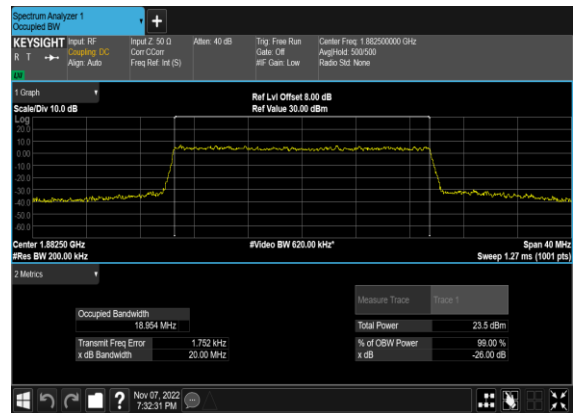 Spectrum Analyzer 1
Occupied BW
KEYSIGHT Input: RF Input Z: 50 Ω Atten: 40 dB Trig: Free Run Center Freq: 1.882500000 GHz
R T Coupling: DC Corr CCorr Gate: Off Avg|Hold: 500/500
Align: Auto Freq Ref: Int (S) #IF Gain: Low Radio Std: None
LW
1 Graph
Ref Lvl Offset 8.00 dB
Scale/Div 10.0 dB Ref Value 30.00 dBm
Log
20.0
10.0
0.00
-10.0
-20.0
-30.0
-40.0
-50.0
-60.0
Center 1.88250 GHz #Video BW 620.00 kHz* Span 40 MHz
#Res BW 200.00 kHz Sweep 1.27 ms (1001 pts)
2 Metrics
Measure Trace Trace 1
Occupied Bandwidth
18.954 MHz Total Power 23.5 dBm
Transmit Freq Error 1.752 kHz % of OBW Power 99.00 %
x dB Bandwidth 20.00 MHz x dB -26.00 dB
? Nov 07, 2022
7:32:31 PM